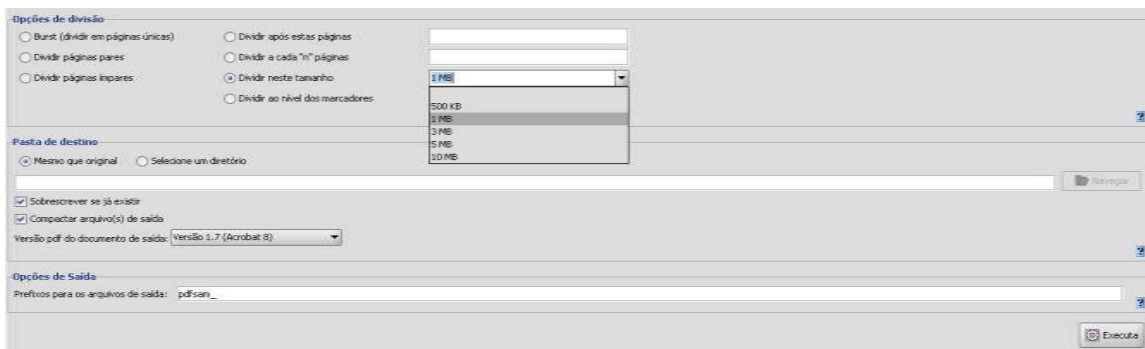 Opções de divisão
Burst (dividir em páginas únicas) Dividir após estas páginas
Dividir páginas pares Dividir a cada "n" páginas
Dividir páginas ímpares Dividir neste tamanho 1 MB
Dividir ao nível dos marcadores
500 KB
1 MB
3 MB
5 MB
10 MB
Pasta de destino
Mesmo que original Selecione um diretório
Navegar
Sobrescrever se já existir
Compactar arquivo(s) de saída
Versão pdf do documento de saída: Versão 1.7 (Acrobat 8)
Opções de Saída
Prefixos para os arquivos de saída: pdfsam_
Executa